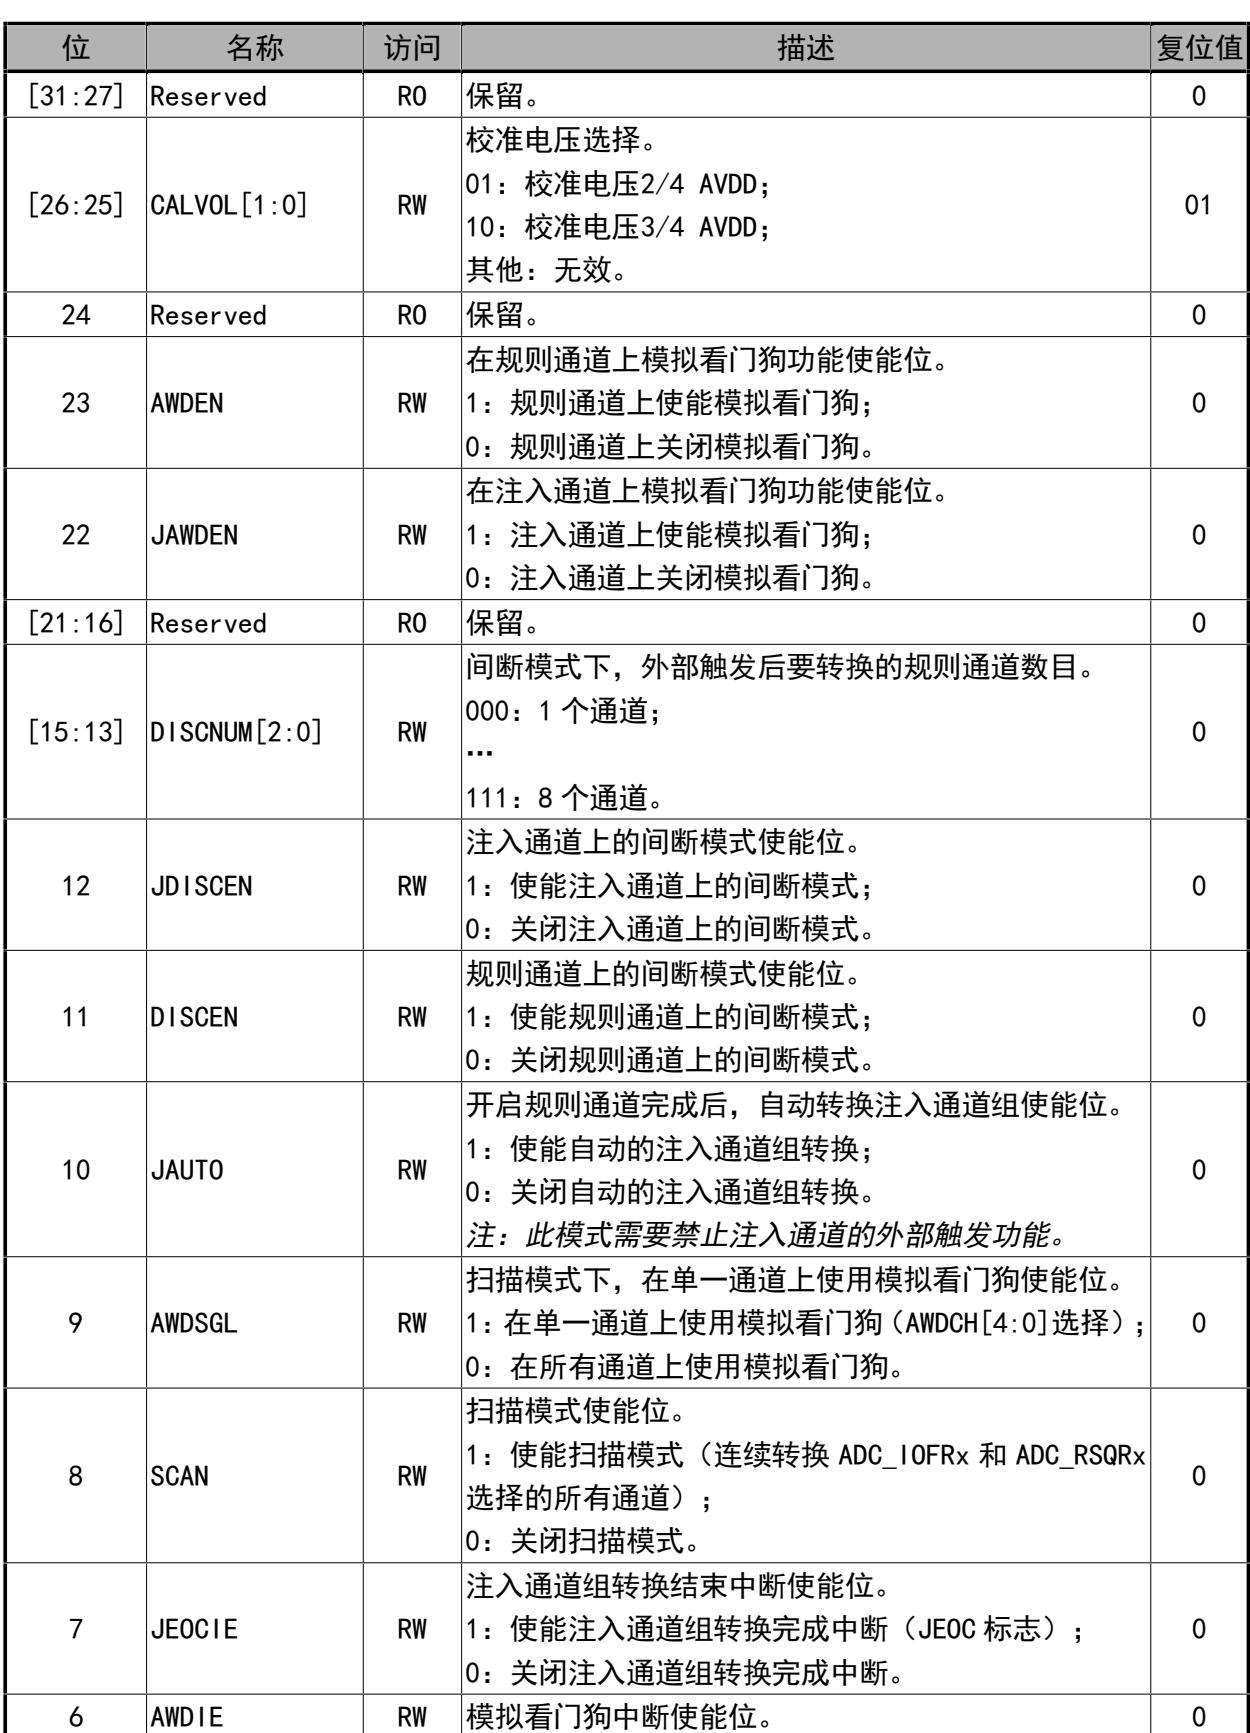 位 名称 访问 描述 复位值
[31:27] Reserved RO 保留。 0
校准电压选择。
01：校准电压2/4 AVDD；
[26:25] CALVOL[1:0] RW 01
10：校准电压3/4 AVDD；
其他：无效。
24 Reserved RO 保留。 0
在规则通道上模拟看门狗功能使能位。
23 AWDEN RW 1：规则通道上使能模拟看门狗； 0
0：规则通道上关闭模拟看门狗。
在注入通道上模拟看门狗功能使能位。
22 JAWDEN RW 1：注入通道上使能模拟看门狗； 0
0：注入通道上关闭模拟看门狗。
[21:16] Reserved RO 保留。 0
间断模式下，外部触发后要转换的规则通道数目。
000：1 个通道；
[15:13] DISCNUM[2:0] RW 0
…
111：8 个通道。
注入通道上的间断模式使能位。
12 JDISCEN RW 1：使能注入通道上的间断模式； 0
0：关闭注入通道上的间断模式。
规则通道上的间断模式使能位。
11 DISCEN RW 1：使能规则通道上的间断模式； 0
0：关闭规则通道上的间断模式。
开启规则通道完成后，自动转换注入通道组使能位。
1：使能自动的注入通道组转换；
10 JAUTO RW 0
0：关闭自动的注入通道组转换。
注：此模式需要禁止注入通道的外部触发功能。
扫描模式下，在单一通道上使用模拟看门狗使能位。
9 AWDSGL RW 1：在单一通道上使用模拟看门狗（AWDCH[4:0]选择）； 0
0：在所有通道上使用模拟看门狗。
扫描模式使能位。
1：使能扫描模式（连续转换 ADC_IOFRx 和 ADC_RSQRx
8 SCAN RW 0
选择的所有通道）；
0：关闭扫描模式。
注入通道组转换结束中断使能位。
7 JEOCIE RW 1：使能注入通道组转换完成中断（JEOC 标志）； 0
0：关闭注入通道组转换完成中断。
6 AWDIE RW 模拟看门狗中断使能位。 0